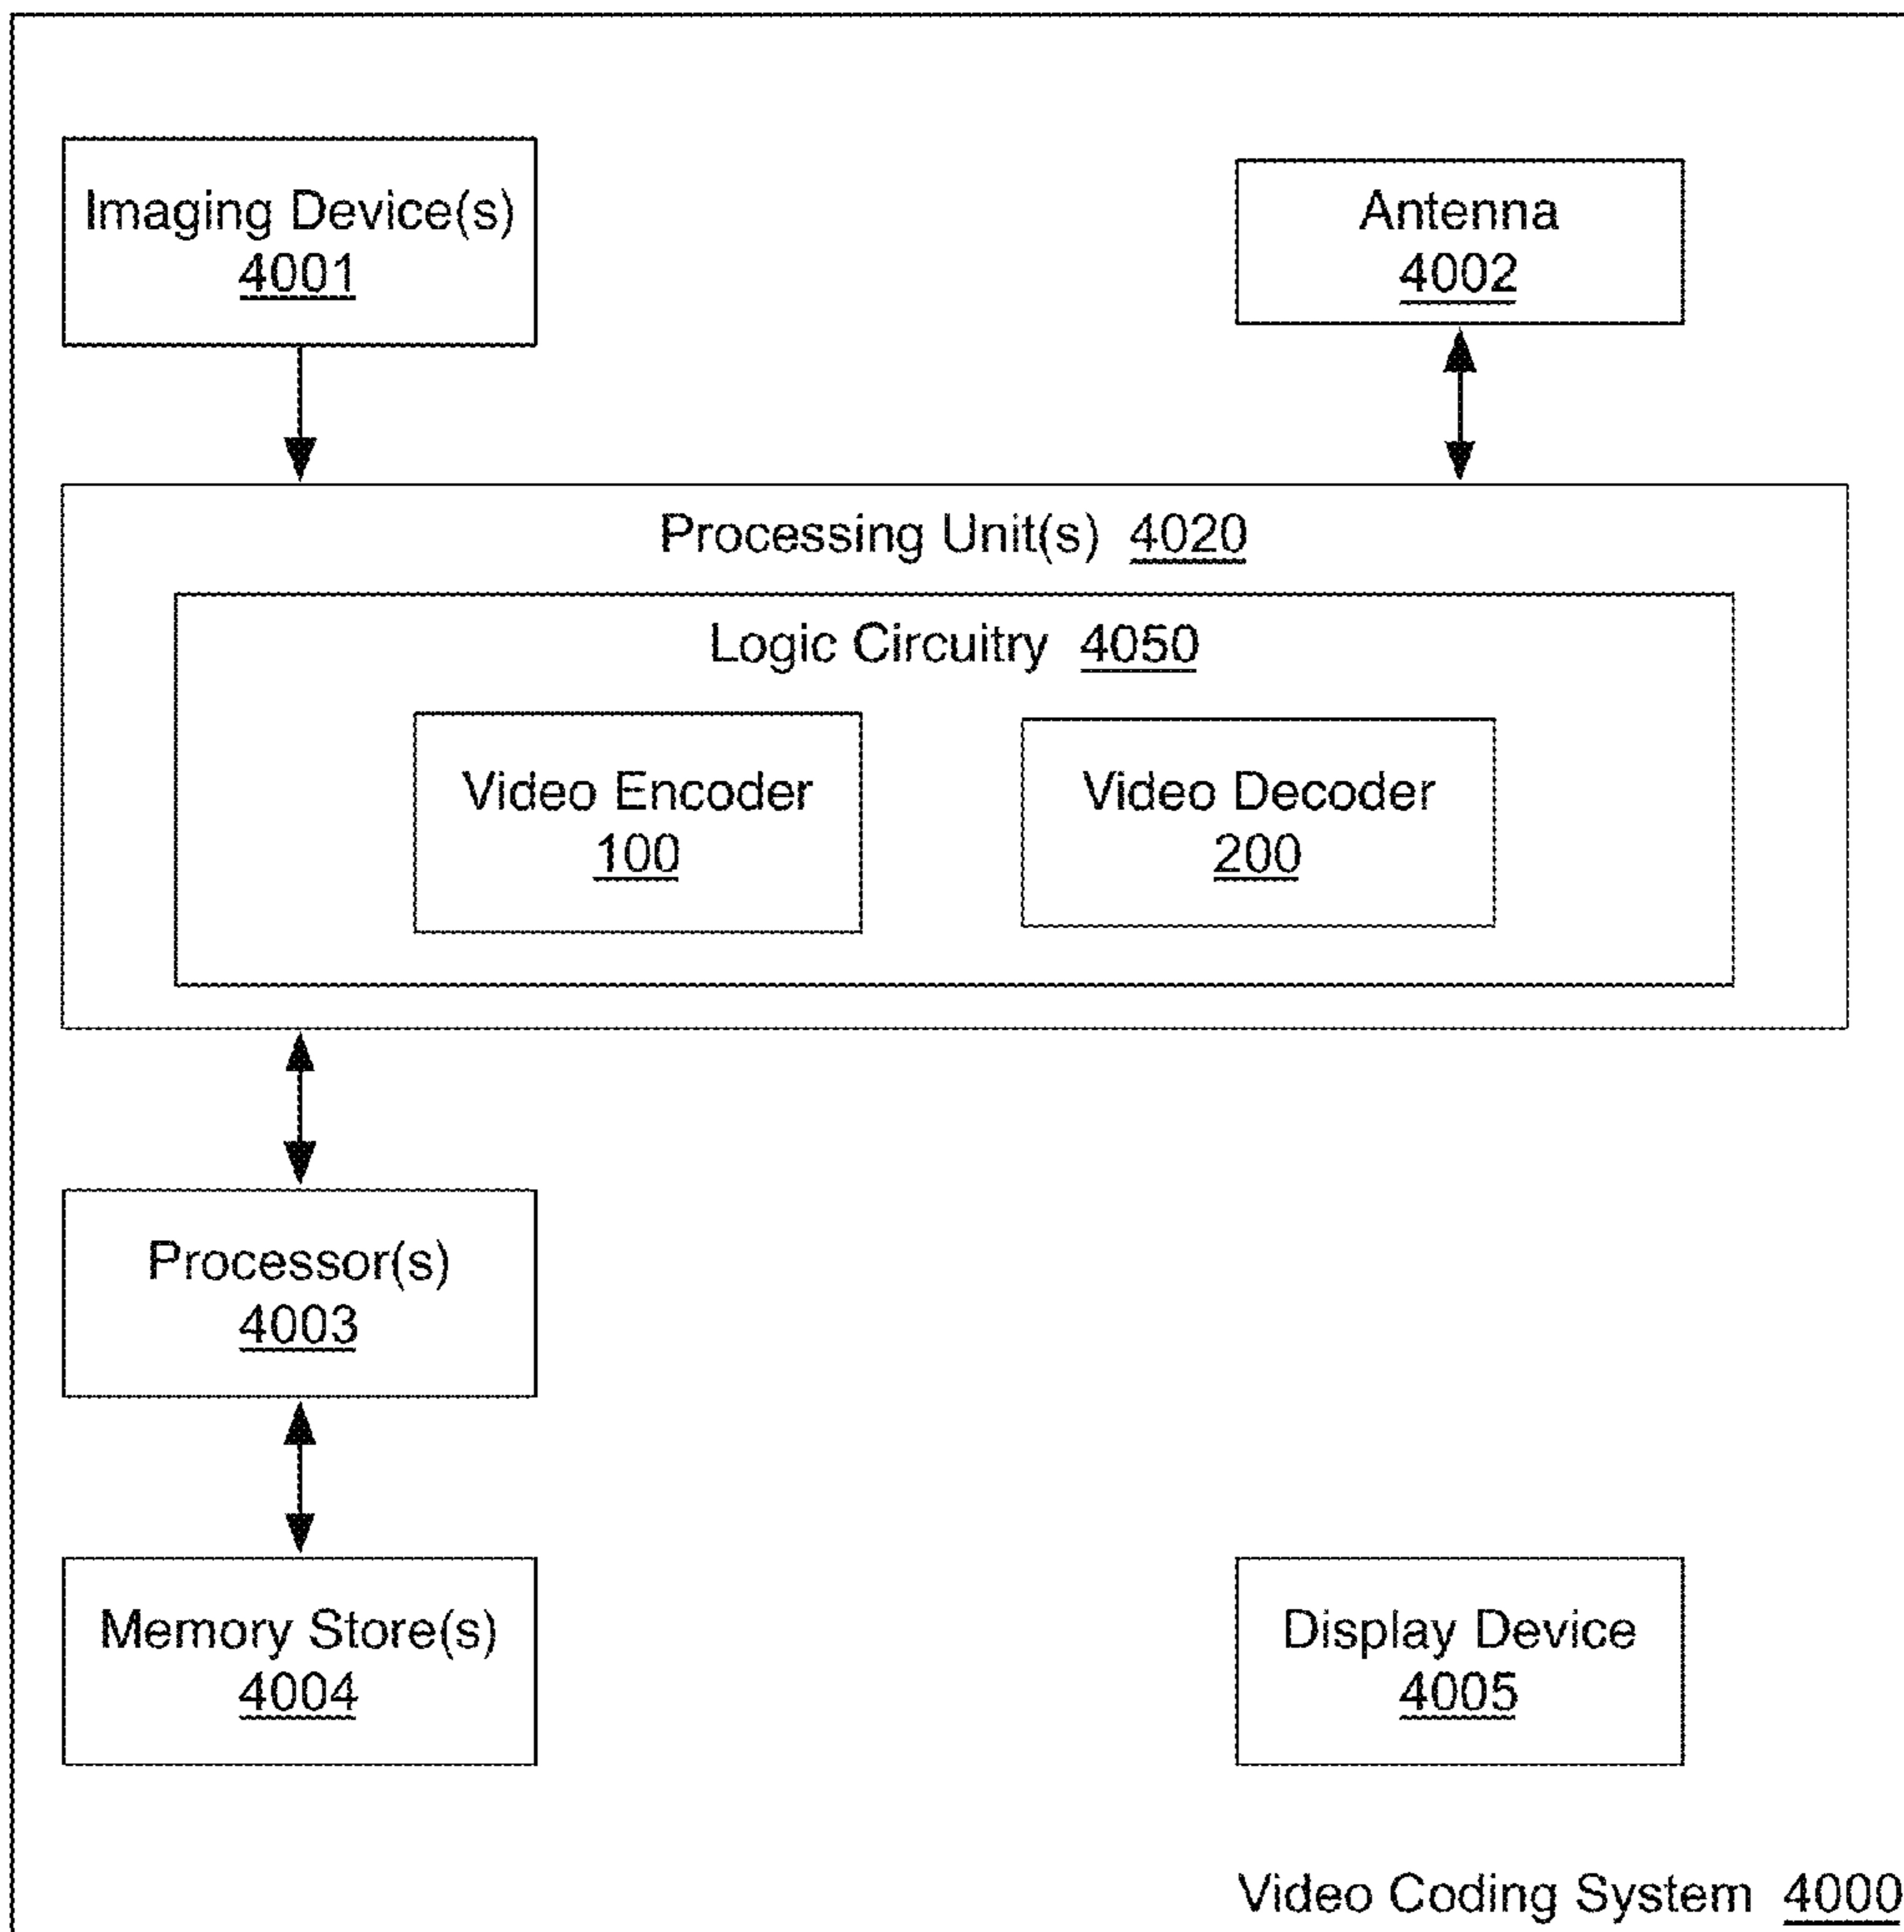 Imaging Device(s)
4001
Antenna
4002
Processing Unit(s) 4020
Logic Circuitry 4050
Video Encoder
100
Video Decoder
200
Processor(s)
4003
Memory Store(s)
4004
Display Device
4005
Video Coding System 4000